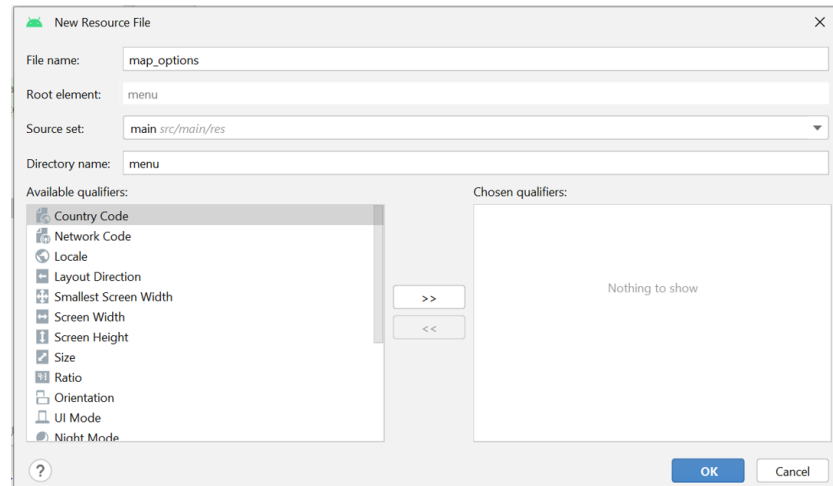 New Resource File
File name: map_options
Root element: menu
Source set: main src/main/res
Directory name: menu
Available qualifiers:
Country Code
Network Code
Locale
Layout Direction
Smallest Screen Width
Screen Width
Screen Height
Size
Ratio
Orientation
UI Mode
Night Mode
>>
<<
Chosen qualifiers:
Nothing to show
?
OK
Cancel